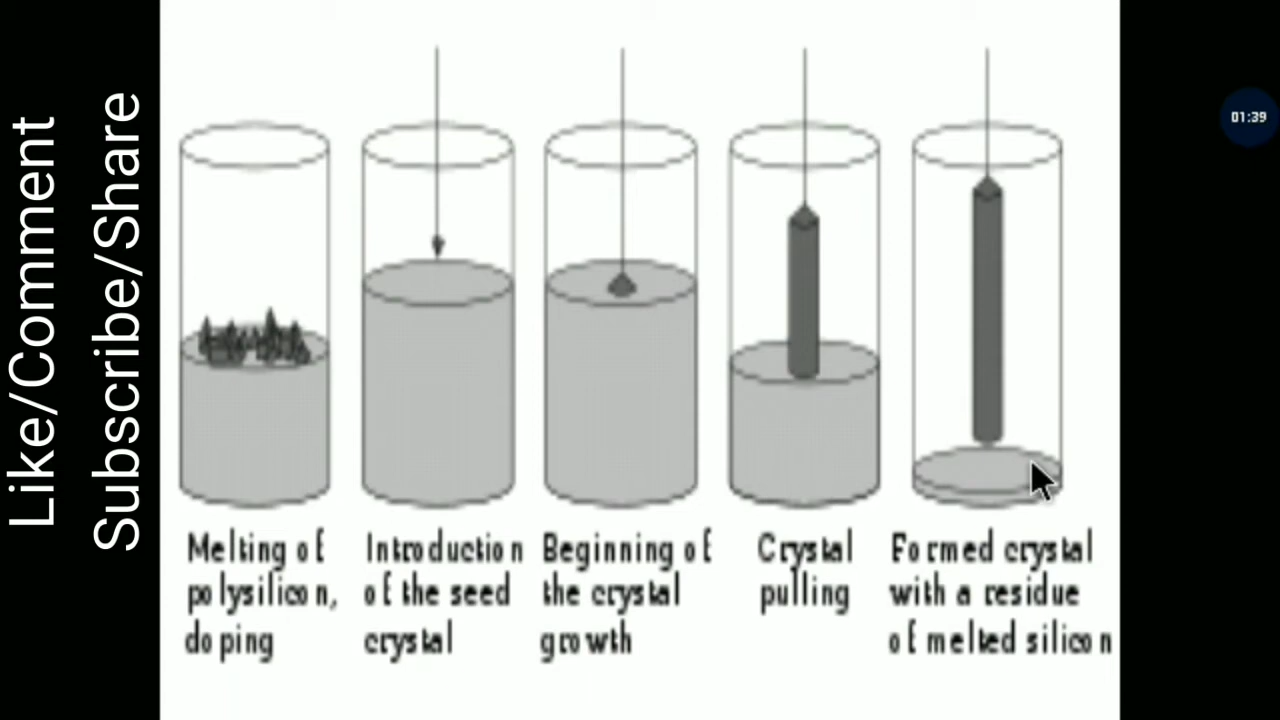 Like/Comment
Subscribe/Share
01:39
Melting of
polysilicon,
doping
Introduction
of the seed
crystal
Beginning of
the crystal
growth
Crystal
pulling
Formed crystal
with a residue
of melted silicon